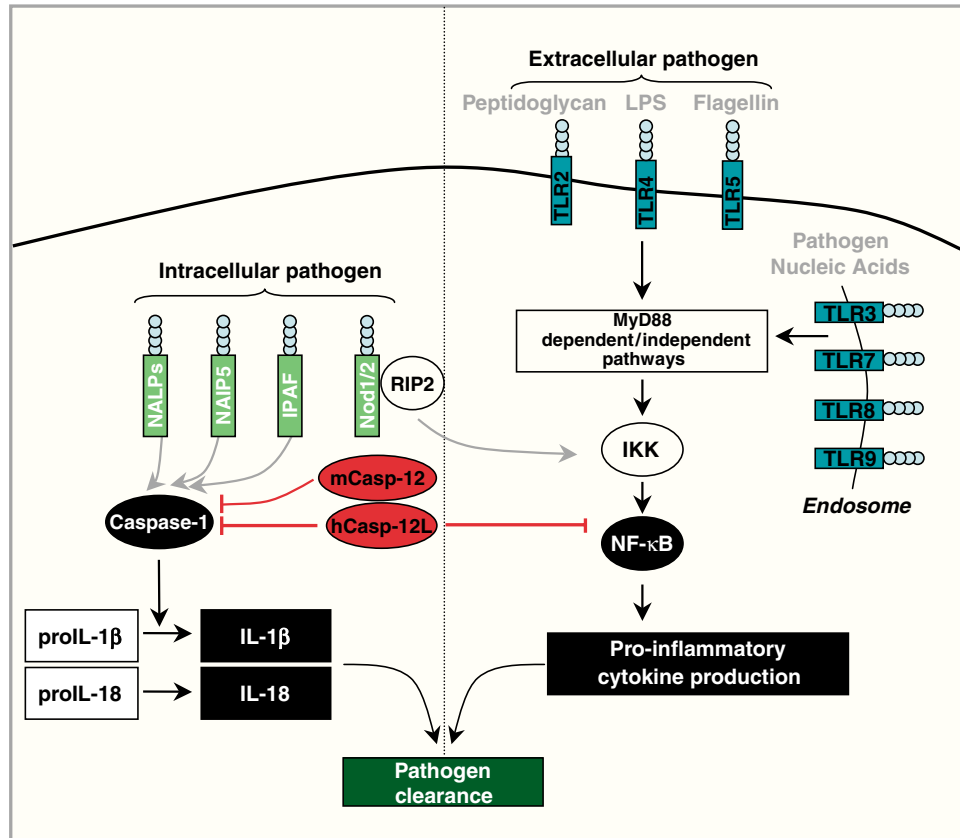 Extracellular pathogen
Peptidoglycan LPS Flagellin
TLR2
TLR4
TLR5
Pathogen
Nucleic Acids
Intracellular pathogen
NALPs
NAIP5
IPAF
Nod1/2
RIP2
MyD88
dependent/independent
pathways
TLR3
TLR7
TLR8
TLR9
Endosome
IKK
mCasp-12
Caspase-1
hCasp-12L
NF-κB
proIL-1β
IL-1β
proIL-18
IL-18
Pro-inflammatory
cytokine production
Pathogen
clearance